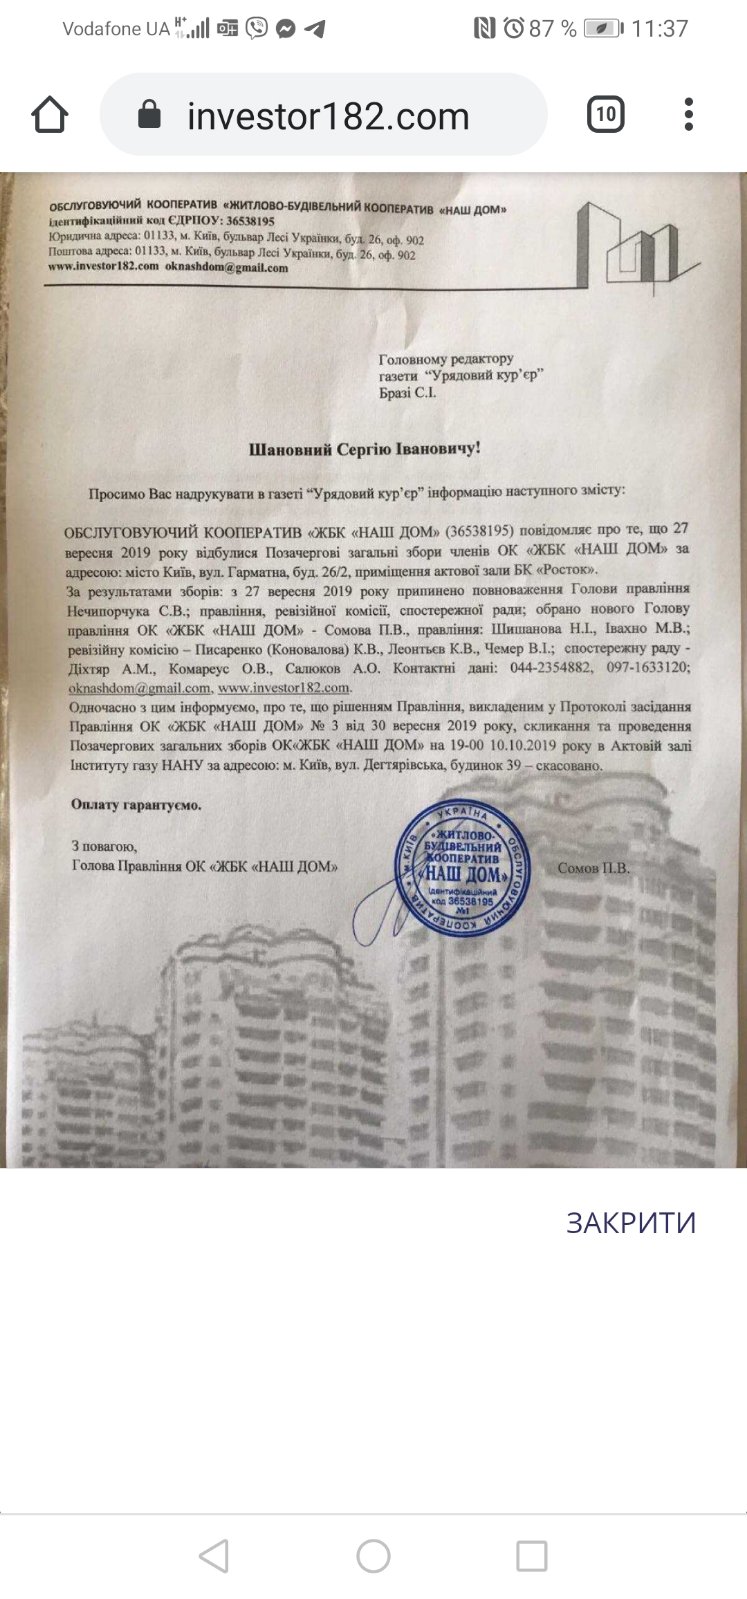 Vodafone UA H+ 87 % 11:37
investor182.com 10
ОБСЛУГОВУЮЧИЙ КООПЕРАТИВ «ЖИТЛОВО-БУДІВЕЛЬНИЙ КООПЕРАТИВ «НАШ ДОМ»
ідентифікаційний код ЄДРПОУ: 36538195
Юридична адреса: 01133, м. Київ, бульвар Лесі Українки, буд. 26, оф. 902
Поштова адреса: 01133, м. Київ, бульвар Лесі Українки, буд. 26, оф. 902
www.investor182.com oknashdom@gmail.com
Головному редактору
газети “Урядовий кур’єр”
Бразі С.І.
Шановний Сергію Івановичу!
Просимо Вас надрукувати в газеті “Урядовий кур’єр” інформацію наступного змісту:
ОБСЛУГОВУЮЧИЙ КООПЕРАТИВ «ЖБК «НАШ ДОМ» (36538195) повідомляє про те, що 27
вересня 2019 року відбулися Позачергові загальні збори членів ОК «ЖБК «НАШ ДОМ» за
адресою: місто Київ, вул. Гарматна, буд. 26/2, приміщення актової зали БК «Росток».
За результатами зборів: з 27 вересня 2019 року припинено повноваження Голови правління
Нечипорчука С.В.; правління, ревізійної комісії, спостережної ради; обрано нового Голову
правління ОК «ЖБК «НАШ ДОМ» - Сомова П.В., правління: Шишанова Н.І., Івахно М.В.;
ревізійну комісію – Писаренко (Коновалова) К.В., Леонтьєв К.В., Чемер В.І.; спостережну раду -
Діхтяр А.М., Комареус О.В., Салюков А.О. Контактні дані: 044-2354882, 097-1633120;
oknashdom@gmail.com, www.investor182.com.
Одночасно з цим інформуємо, про те, що рішенням Правління, викладеним у Протоколі засідання
Правління ОК «ЖБК «НАШ ДОМ» № 3 від 30 вересня 2019 року, скликання та проведення
Позачергових загальних зборів ОК«ЖБК «НАШ ДОМ» на 19-00 10.10.2019 року в Актовій залі
Інституту газу НАНУ за адресою: м. Київ, вул. Дегтярівська, будинок 39 – скасовано.
Оплату гарантуємо.
З повагою,
Голова Правління ОК «ЖБК «НАШ ДОМ»
Сомов П.В.
УКРАЇНА * ОБСЛУГОВУЮЧИЙ КООПЕРАТИВ * м. КИЇВ *
«ЖИТЛОВО-
БУДІВЕЛЬНИЙ
КООПЕРАТИВ
«НАШ ДОМ»
Ідентифікаційний
код 36538195
№1
ЗАКРИТИ